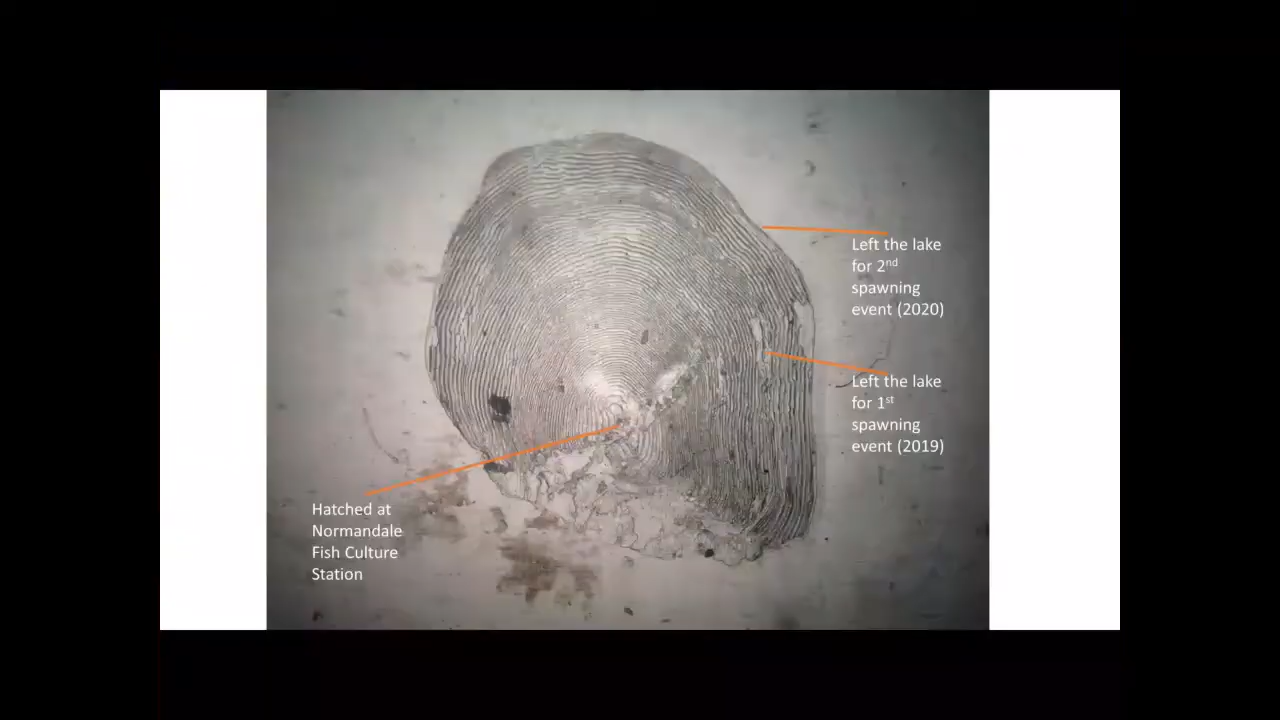 Left the lake
for 2nd
spawning
event (2020)
Left the lake
for 1st
spawning
event (2019)
Hatched at
Normandale
Fish Culture
Station